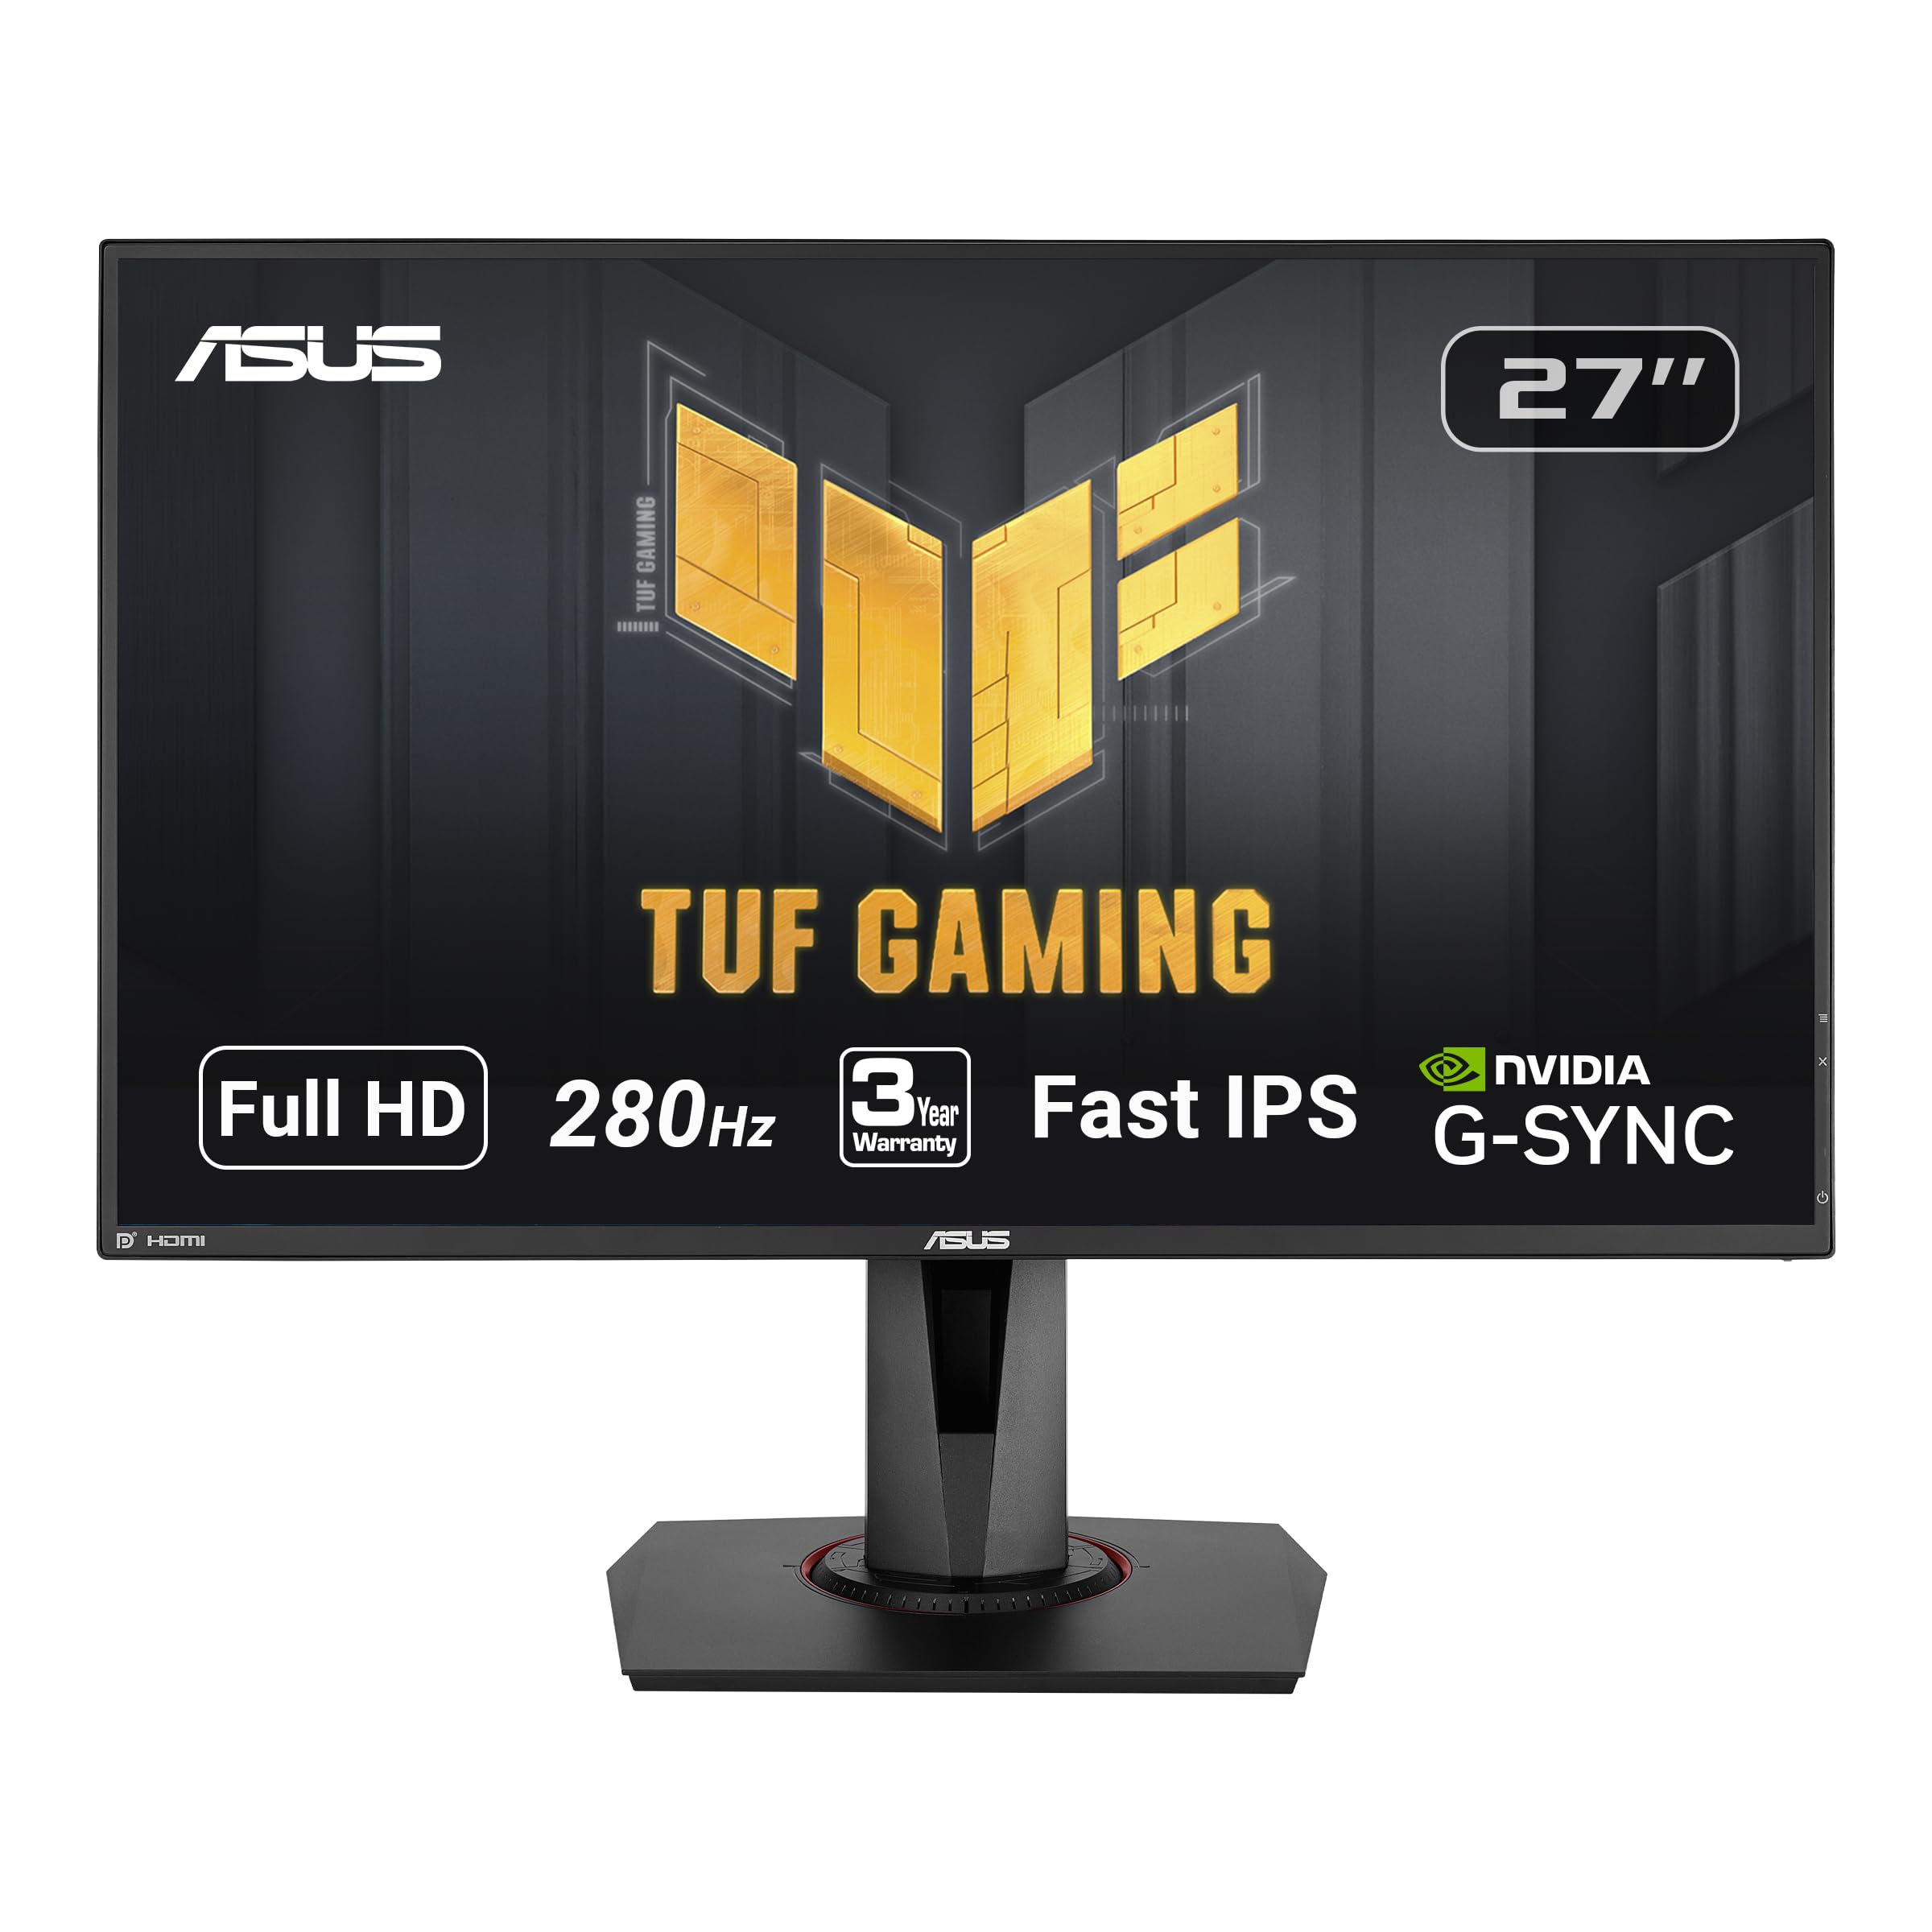 ASUS
27"
TUF GAMING
TUF GAMING
Full HD
280Hz
3 Year
Warranty
Fast IPS
NVIDIA
G-SYNC
HDMI
ASUS